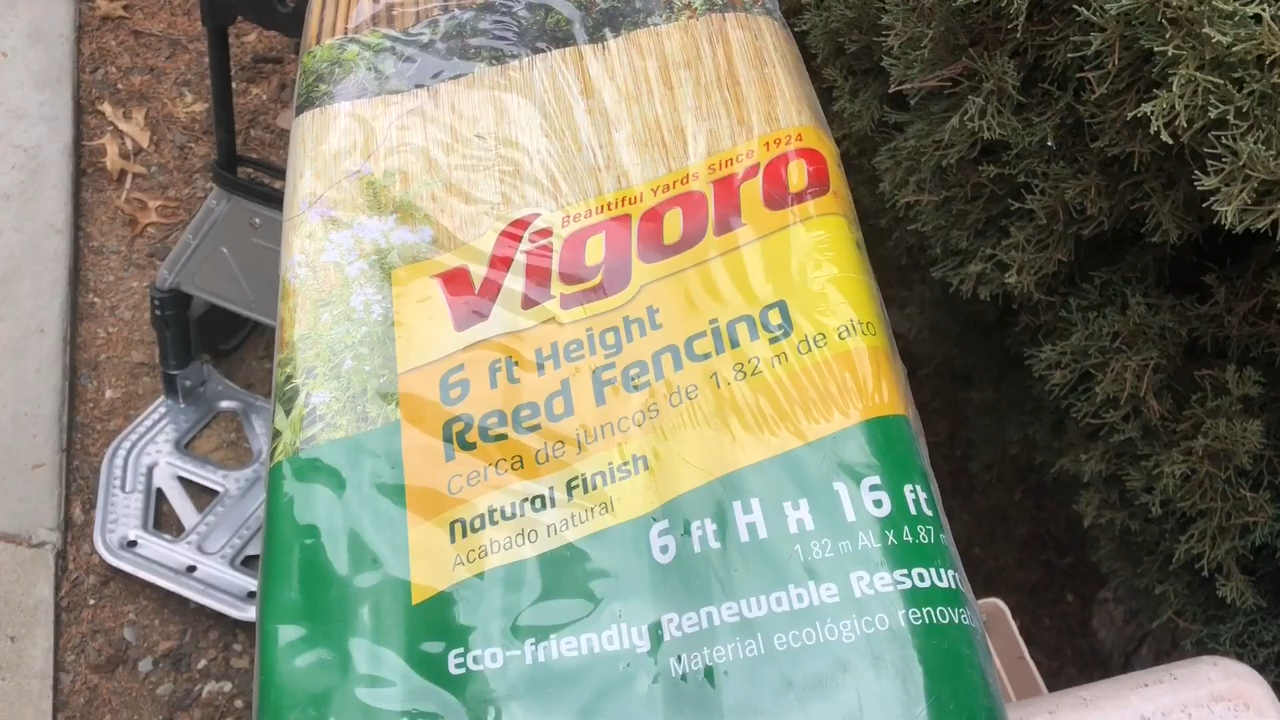 Beautiful Yards Since 1924
Vigoro
6 ft Height
Reed Fencing
cerca de juncos de 1.82 m de alto
Natural Finish
Acabado natural
6 ft H x 16 ft
1.82 m AL X 4.87 m
Eco-friendly Renewable
Material ecológico